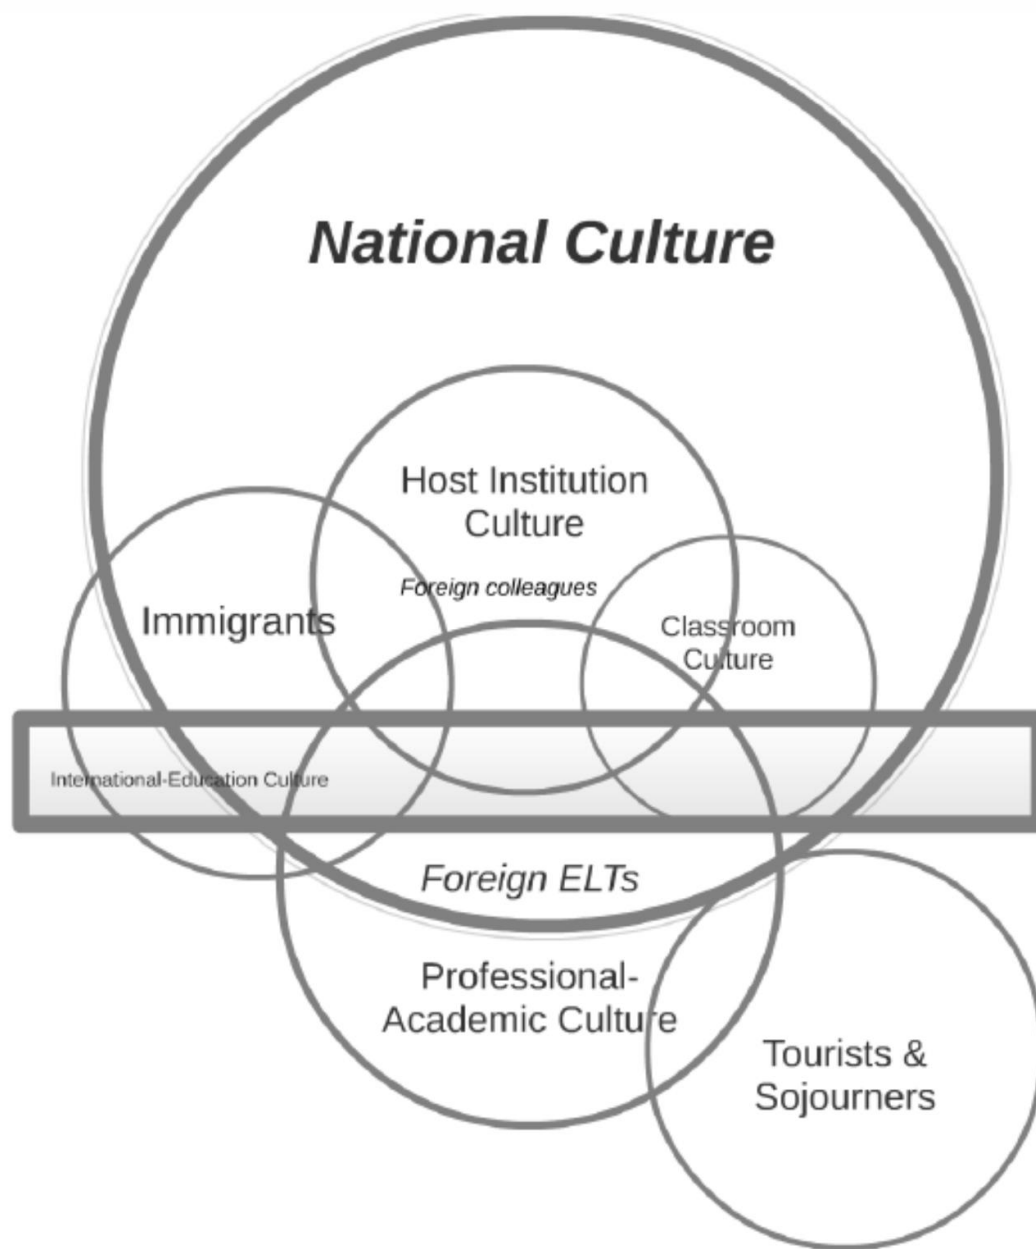 National Culture
Host Institution
Culture
Foreign colleagues
Immigrants
Classroom
Culture
International-Education Culture
Foreign ELTs
Professional-
Academic Culture
Tourists &
Sojourners